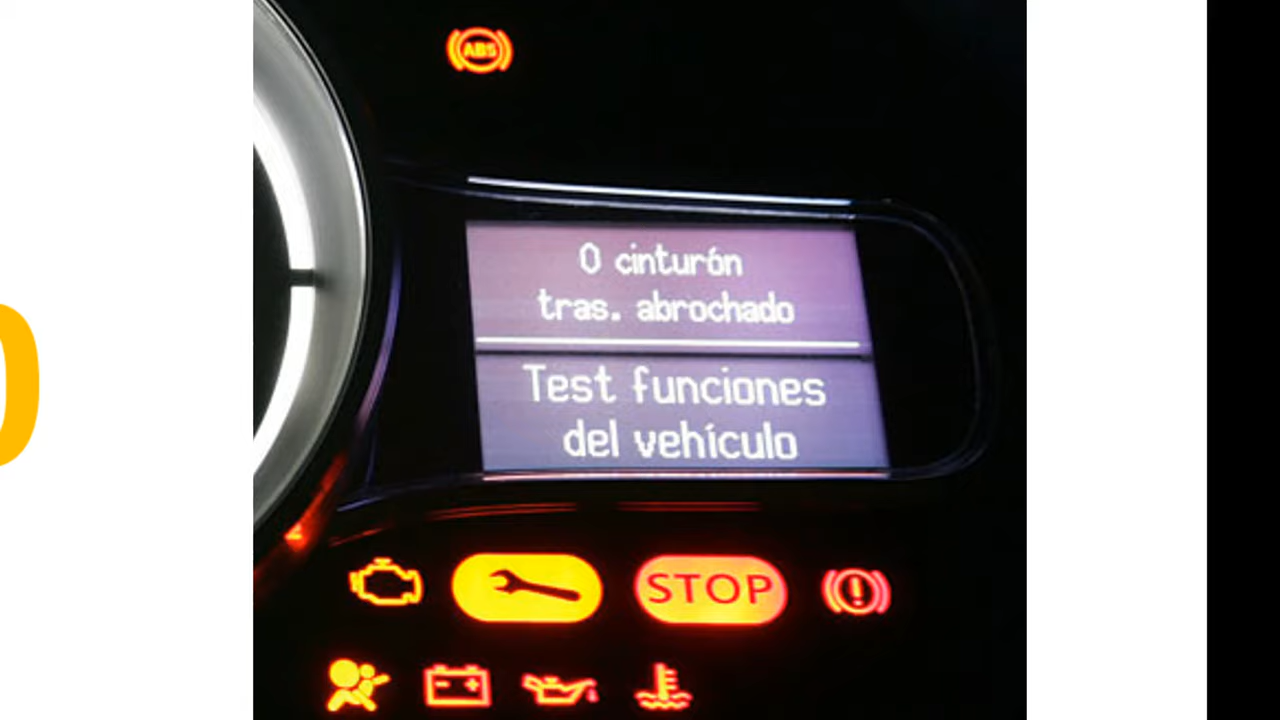 ABS
0 cinturón
tras. abrochado
Test funciones
del vehículo
STOP